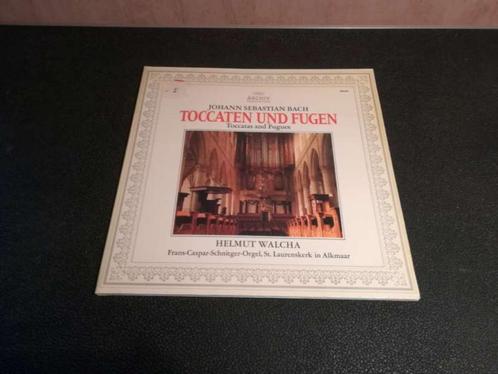 ARCHIV
JOHANN SEBASTIAN BACH
TOCCATEN UND FUGEN
Toccatas and Fugues
HELMUT WALCHA
Frans-Caspar-Schnitger-Orgel, St. Laurenskerk in Alkmaar